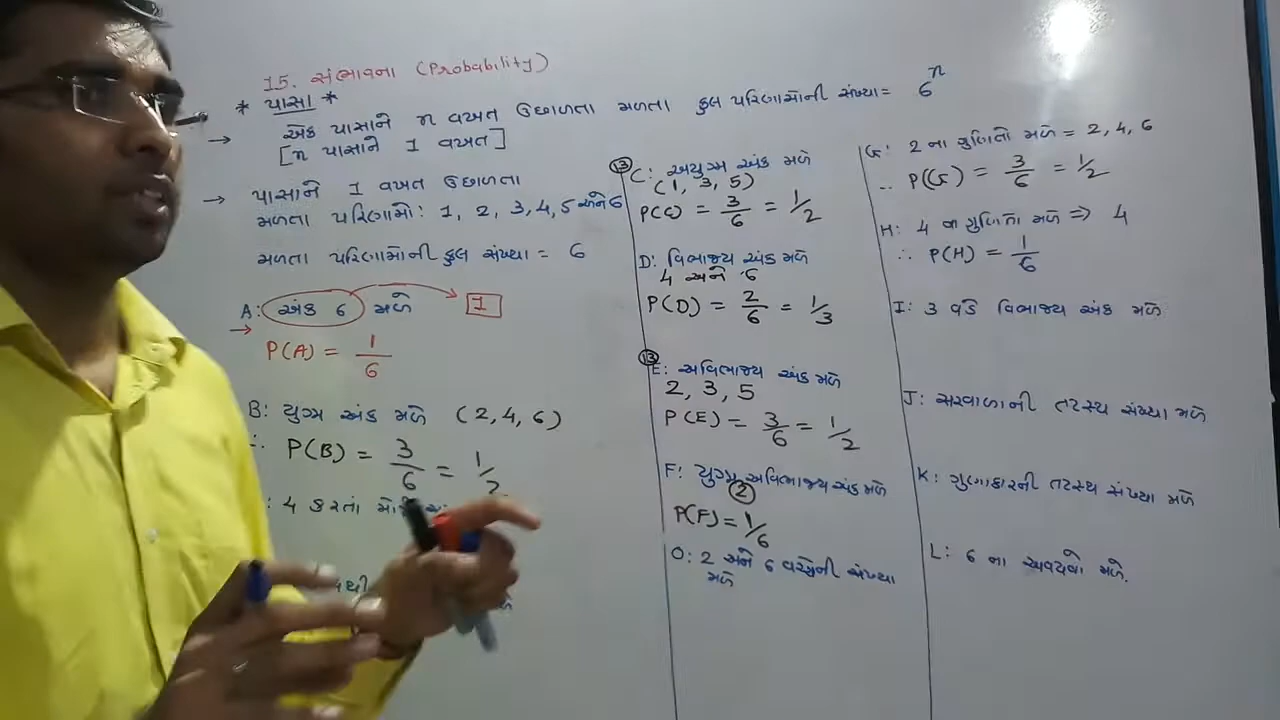 15. સંભાવના (Probability)
* પાસા *
→ એક પાસાને n વખત ઉછાળતા મળતા કુલ પરિણામોની સંખ્યા = 6^n
[n પાસાને 1 વખત]
→ પાસાને 1 વખત ઉછાળતા
મળતા પરિણામો: 1, 2, 3, 4, 5 અને 6
મળતા પરિણામોની કુલ સંખ્યા = 6
A: અંક 6 મળે → 1
→ P(A) = 1/6
B: યુગ્મ અંક મળે (2, 4, 6)
∴ P(B) = 3/6 = 1/2
: 4 કરતાં
થી
13 C: અયુગ્મ અંક મળે
(1, 3, 5)
P(C) = 3/6 = 1/2
D: વિભાજ્ય અંક મળે
4 અને 6
P(D) = 2/6 = 1/3
13 E: અવિભાજ્ય અંક મળે
2, 3, 5
P(E) = 3/6 = 1/2
F: યુગ્મ અવિભાજ્ય અંક મળે
2
P(F) = 1/6
O: 2 અને 6 વચ્ચેની સંખ્યા
મળે
G: 2 ના ગુણિતો મળે = 2, 4, 6
∴ P(G) = 3/6 = 1/2
H: 4 ના ગુણિતો મળે ⇒ 4
∴ P(H) = 1/6
I: 3 વડે વિભાજ્ય અંક મળે
J: સરવાળાની તટસ્થ સંખ્યા મળે
K: ગુણાકારની તટસ્થ સંખ્યા મળે
L: 6 ના અવયવો મળે.